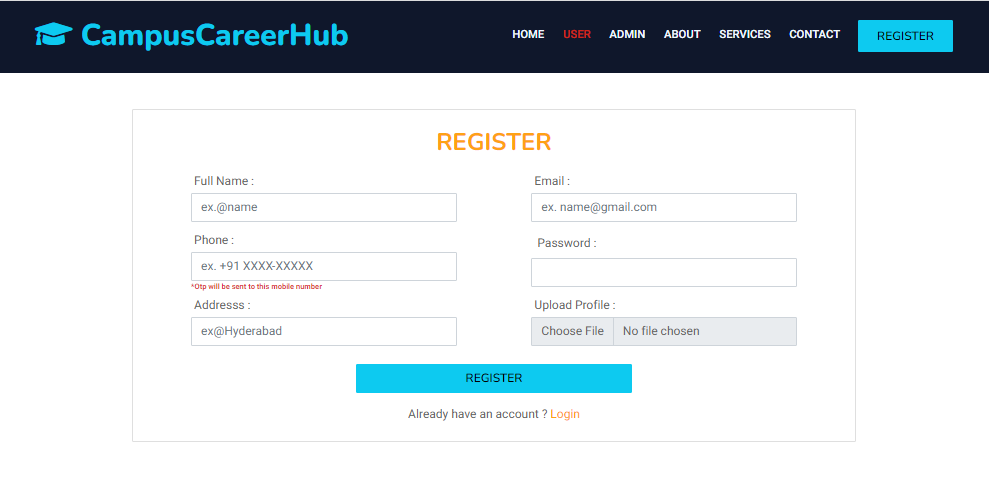 CampusCareerHub
HOME USER ADMIN ABOUT SERVICES CONTACT REGISTER
REGISTER
Full Name : Email :
ex.@name ex. name@gmail.com
Phone : Password :
ex. +91 XXXX-XXXXX
*Otp will be sent to this mobile number
Addresss : Upload Profile :
ex@Hyderabad Choose File No file chosen
REGISTER
Already have an account ? Login